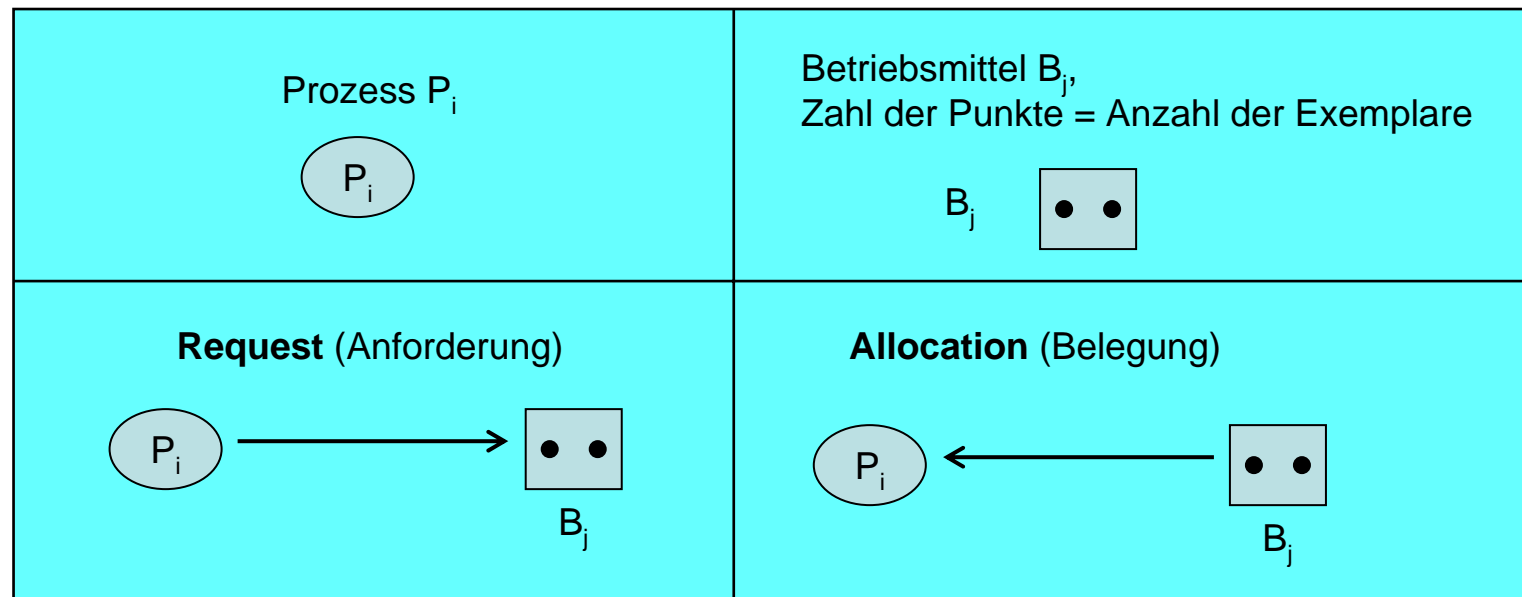 Prozess Pi
Pi
Betriebsmittel Bj,
Zahl der Punkte = Anzahl der Exemplare
Bj
Request (Anforderung)
Pi
Bj
Allocation (Belegung)
Pi
Bj